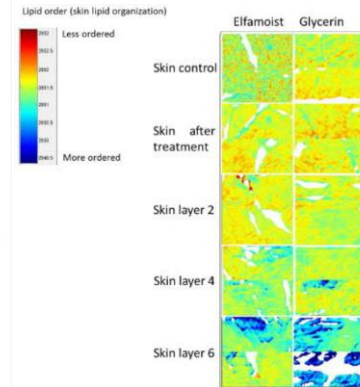 Lipid order (skin lipid organization)
Less ordered
More ordered
Elfamoist Glycerin
Skin control
Skin after
treatment
Skin layer 2
Skin layer 4
Skin layer 6